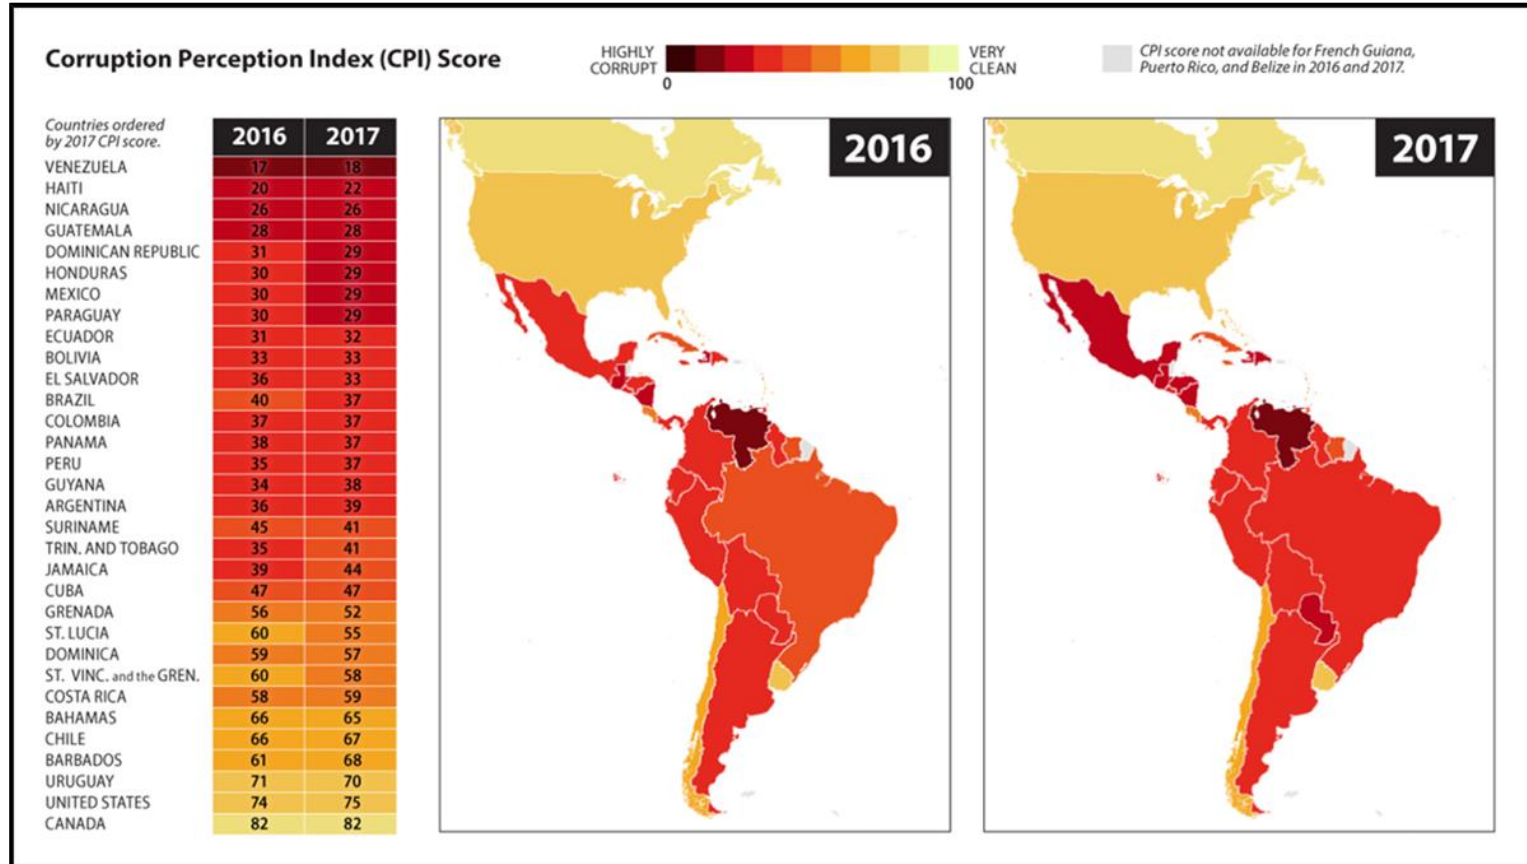 Corruption Perception Index (CPI) Score
HIGHLY
CORRUPT
0
100
VERY
CLEAN
CPI score not available for French Guiana,
Puerto Rico, and Belize in 2016 and 2017.
Countries ordered
by 2017 CPI score.
2016 2017
VENEZUELA 17 18
HAITI 20 22
NICARAGUA 26 26
GUATEMALA 28 28
DOMINICAN REPUBLIC 31 29
HONDURAS 30 29
MEXICO 30 29
PARAGUAY 30 29
ECUADOR 31 32
BOLIVIA 33 33
EL SALVADOR 36 33
BRAZIL 40 37
COLOMBIA 37 37
PANAMA 38 37
PERU 35 37
GUYANA 34 38
ARGENTINA 36 39
SURINAME 45 41
TRIN. AND TOBAGO 35 41
JAMAICA 39 44
CUBA 47 47
GRENADA 56 52
ST. LUCIA 60 55
DOMINICA 59 57
ST. VINC. and the GREN. 60 58
COSTA RICA 58 59
BAHAMAS 66 65
CHILE 66 67
BARBADOS 61 68
URUGUAY 71 70
UNITED STATES 74 75
CANADA 82 82
2016
2017